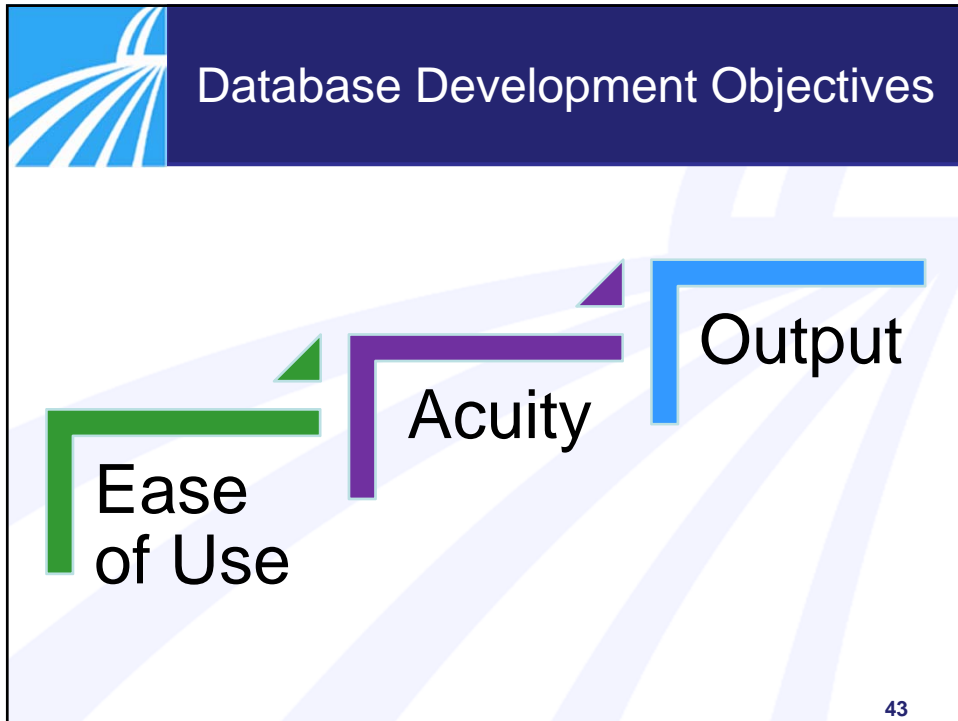 Database Development Objectives
Ease
of Use
Acuity
Output
43